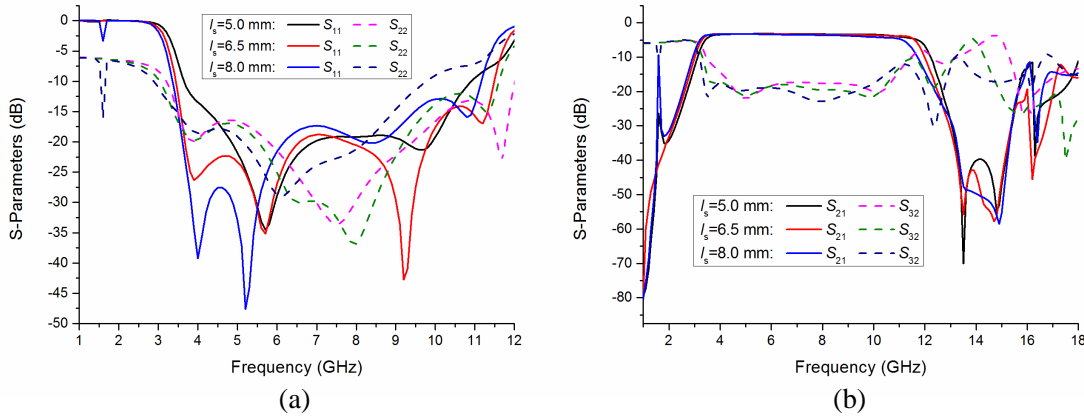 0
-5
-10
-15
-20
-25
-30
-35
-40
-45
-50
S-Parameters (dB)
1 2 3 4 5 6 7 8 9 10 11 12
Frequency (GHz)
ls=5.0 mm: S11 S22
ls=6.5 mm: S11 S22
ls=8.0 mm: S11 S22
(a)
10
0
-10
-20
-30
-40
-50
-60
-70
-80
S-Parameters (dB)
2 4 6 8 10 12 14 16 18
Frequency (GHz)
ls=5.0 mm: S21 S32
ls=6.5 mm: S21 S32
ls=8.0 mm: S21 S32
(b)